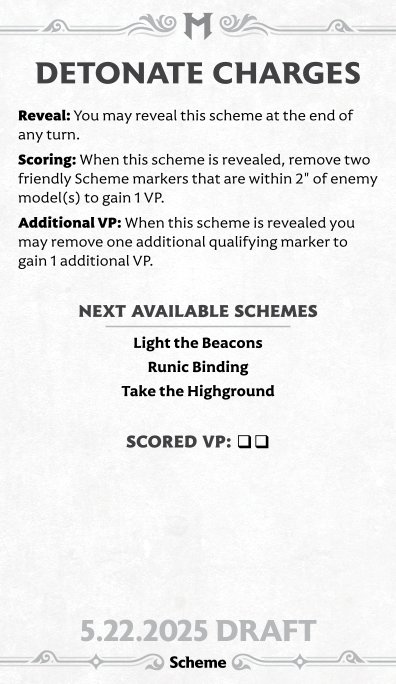 M
DETONATE CHARGES
Reveal: You may reveal this scheme at the end of
any turn.
Scoring: When this scheme is revealed, remove two
friendly Scheme markers that are within 2" of enemy
model(s) to gain 1 VP.
Additional VP: When this scheme is revealed you
may remove one additional qualifying marker to
gain 1 additional VP.
NEXT AVAILABLE SCHEMES
Light the Beacons
Runic Binding
Take the Highground
SCORED VP: ❑❑
5.22.2025 DRAFT
Scheme